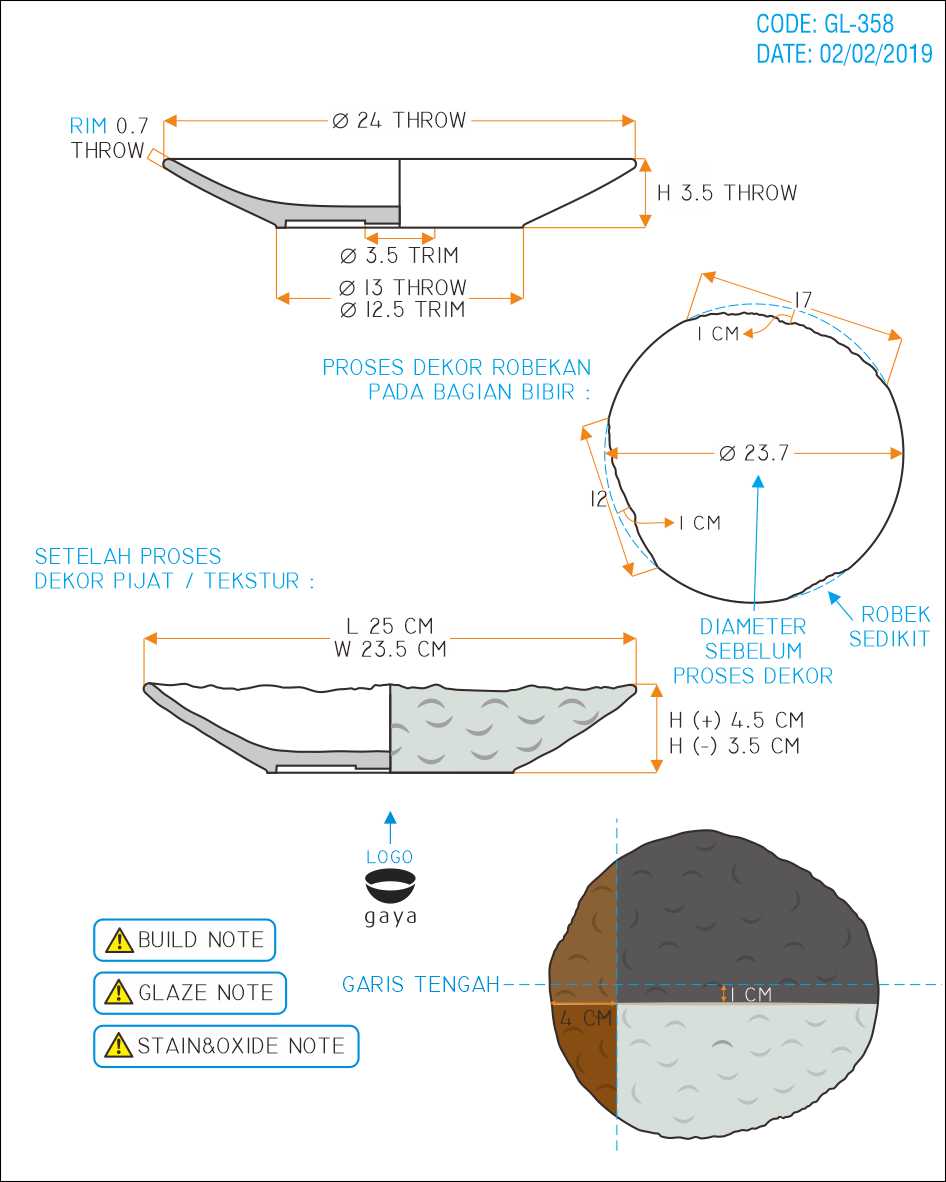 CODE: GL-358
DATE: 02/02/2019
RIM 0.7
THROW
Ø 24 THROW
H 3.5 THROW
Ø 3.5 TRIM
Ø 13 THROW
Ø 12.5 TRIM
PROSES DEKOR ROBEKAN
PADA BAGIAN BIBIR :
17
1 CM
Ø 23.7
12
1 CM
DIAMETER
SEBELUM
PROSES DEKOR
ROBEK
SEDIKIT
SETELAH PROSES
DEKOR PIJAT / TEKSTUR :
L 25 CM
W 23.5 CM
H (+) 4.5 CM
H (-) 3.5 CM
LOGO
gaya
BUILD NOTE
GLAZE NOTE
STAIN&OXIDE NOTE
GARIS TENGAH
1 CM
4 CM